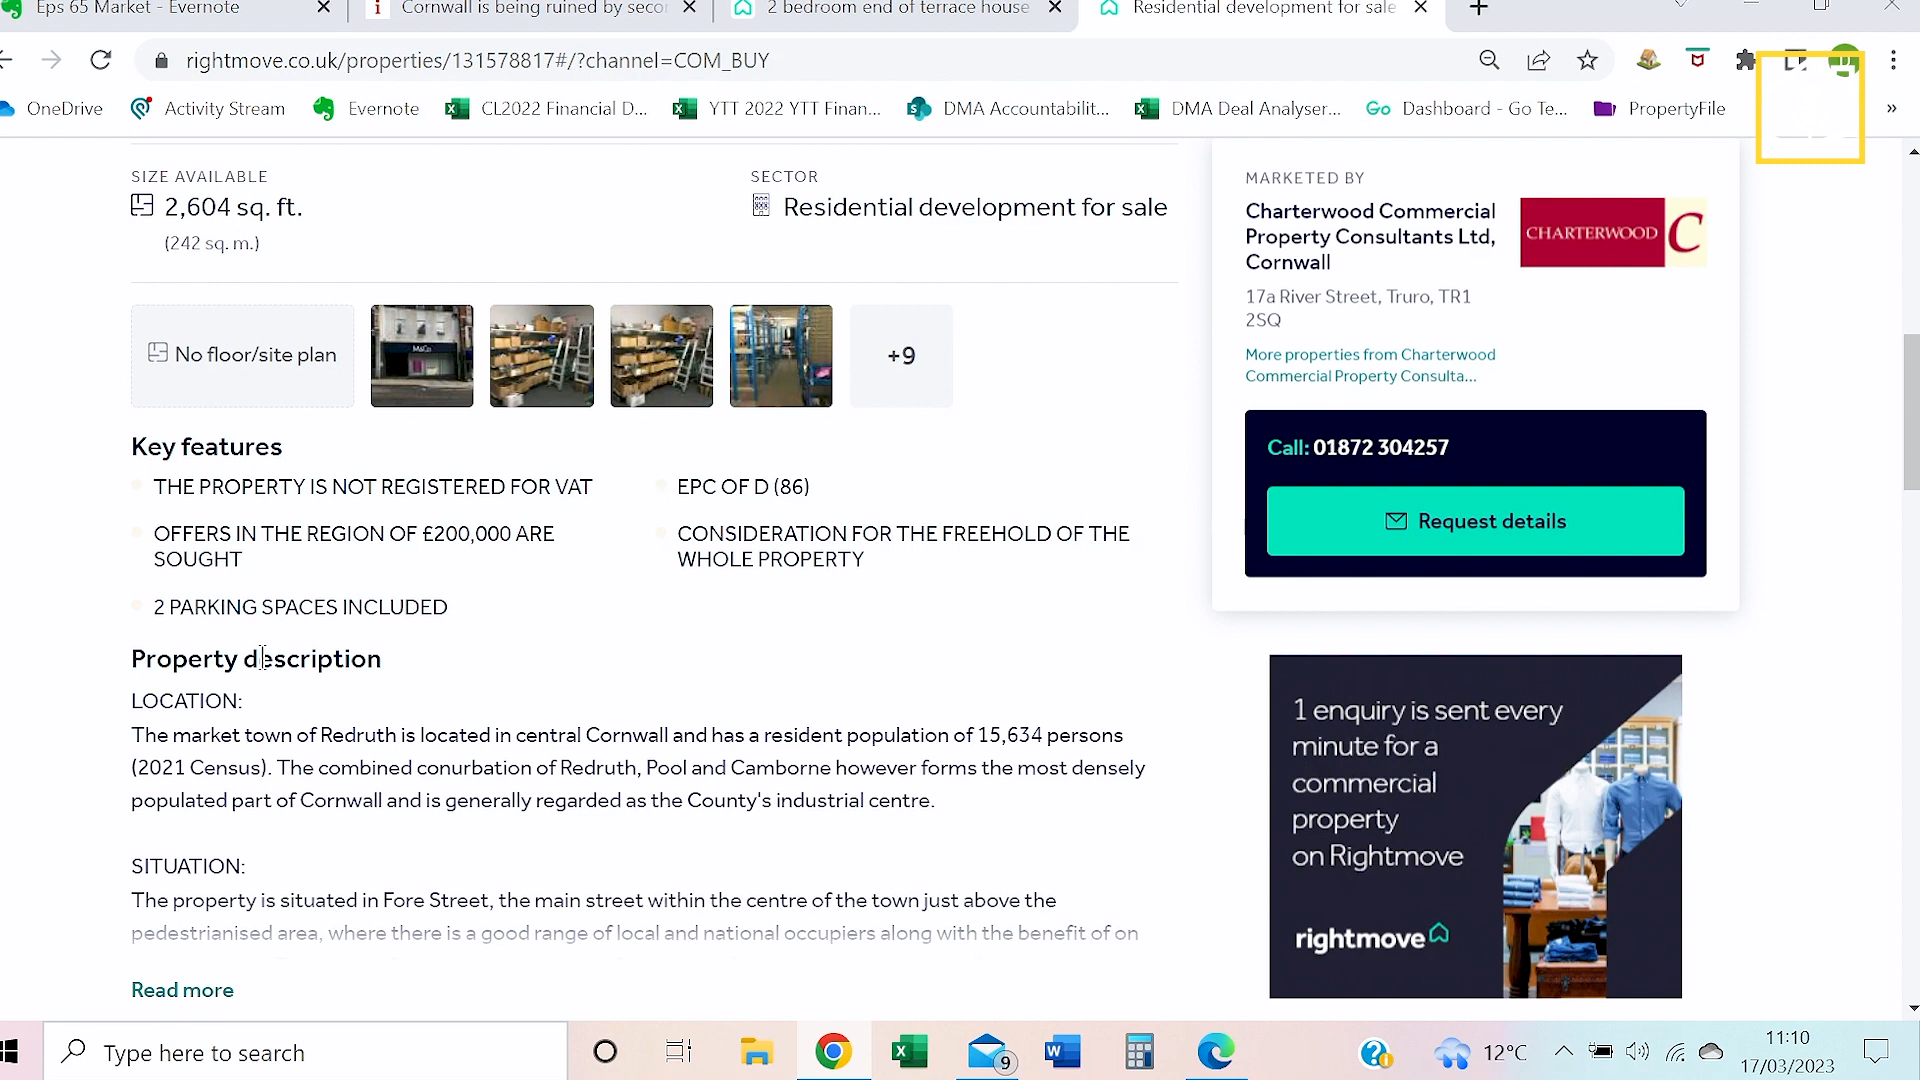 Eps 65 Market - Evernote
Cornwall is being ruined by secon
2 bedroom end of terrace house
Residential development for sale
rightmove.co.uk/properties/131578817#/?channel=COM_BUY
OneDrive
Activity Stream
Evernote
CL2022 Financial D...
YTT 2022 YTT Finan...
DMA Accountabilit...
DMA Deal Analyser...
Go
Dashboard - Go Te...
PropertyFile
»
SIZE AVAILABLE
2,604 sq. ft.
(242 sq. m.)
SECTOR
Residential development for sale
No floor/site plan
M&Co
+9
Key features
THE PROPERTY IS NOT REGISTERED FOR VAT
EPC OF D (86)
OFFERS IN THE REGION OF £200,000 ARE
SOUGHT
CONSIDERATION FOR THE FREEHOLD OF THE
WHOLE PROPERTY
2 PARKING SPACES INCLUDED
Property description
LOCATION:
The market town of Redruth is located in central Cornwall and has a resident population of 15,634 persons
(2021 Census). The combined conurbation of Redruth, Pool and Camborne however forms the most densely
populated part of Cornwall and is generally regarded as the County's industrial centre.
SITUATION:
The property is situated in Fore Street, the main street within the centre of the town just above the
pedestrianised area, where there is a good range of local and national occupiers along with the benefit of on
Read more
MARKETED BY
Charterwood Commercial
Property Consultants Ltd,
Cornwall
CHARTERWOOD C
17a River Street, Truro, TR1
2SQ
More properties from Charterwood
Commercial Property Consulta...
Call: 01872 304257
Request details
1 enquiry is sent every
minute for a
commercial
property
on Rightmove
rightmove
Type here to search
9
12°C
11:10
17/03/2023